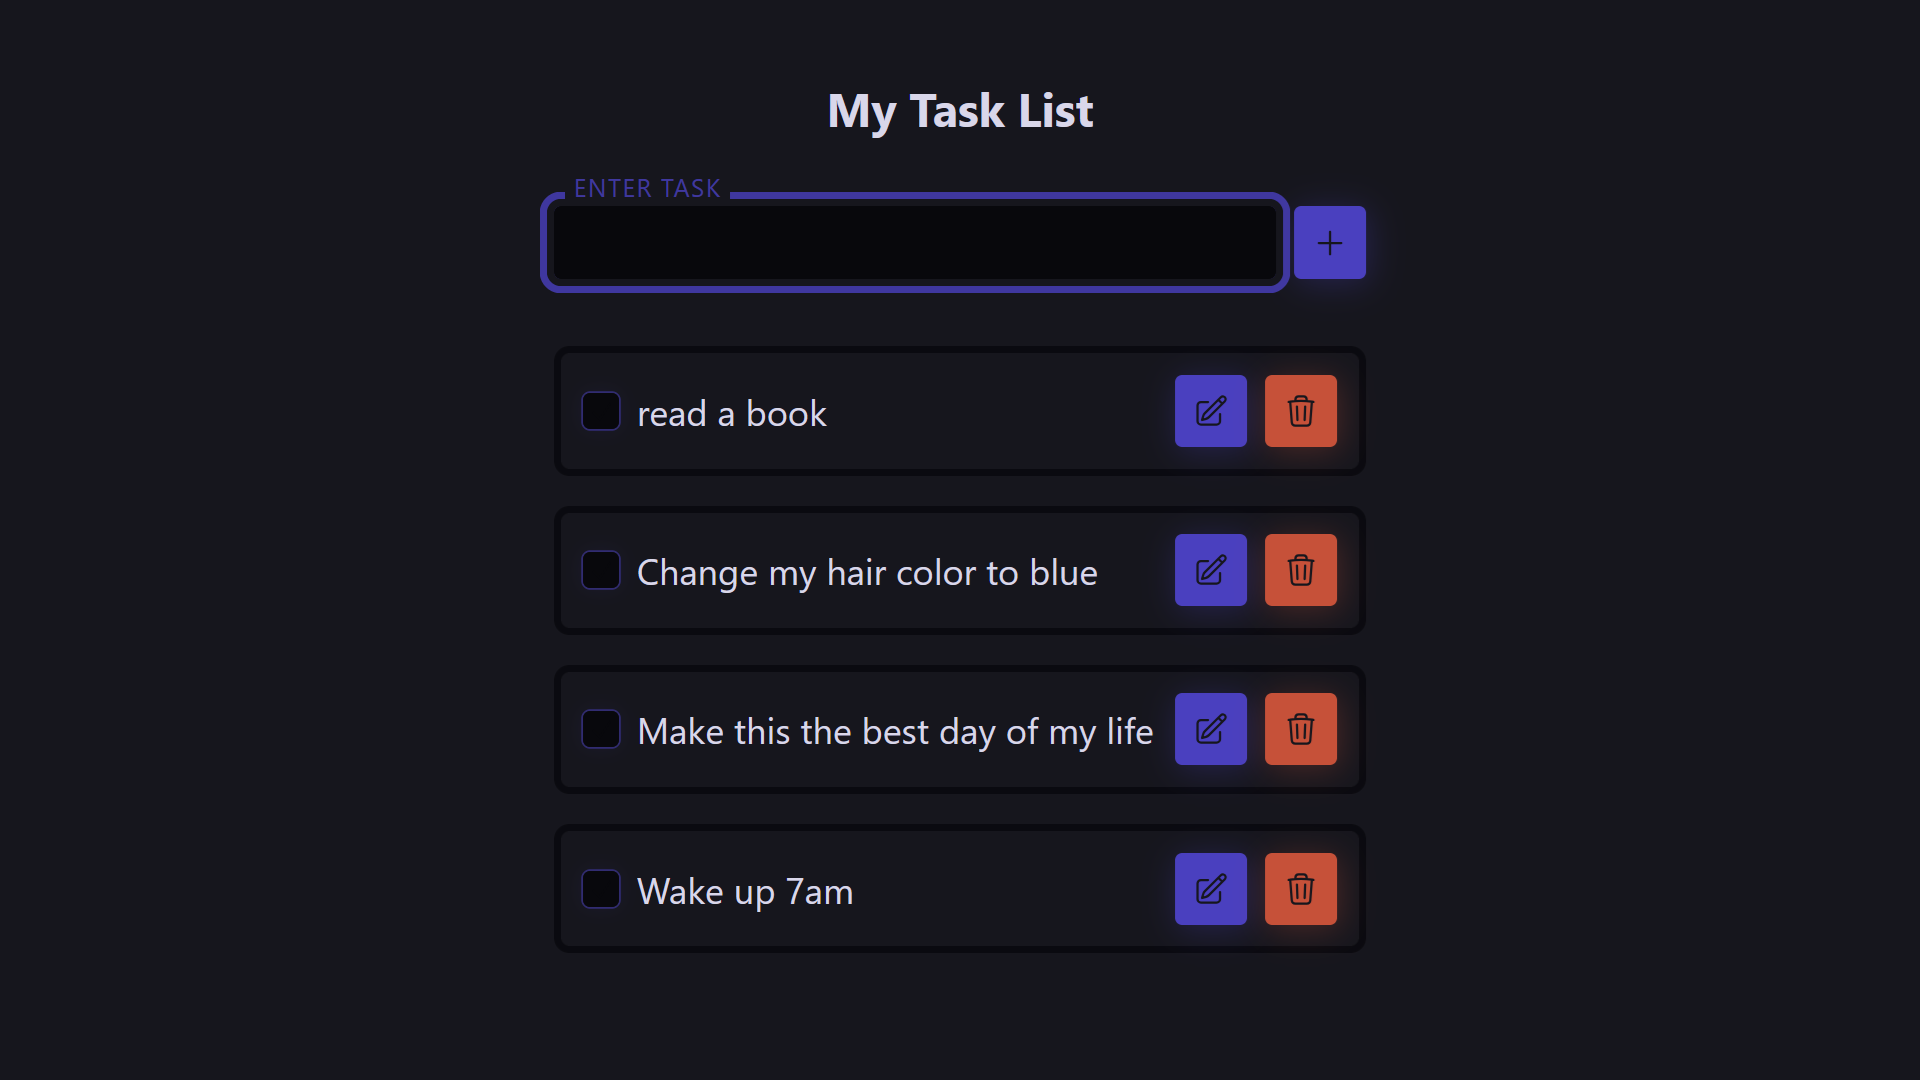 My Task List
ENTER TASK
read a book
Change my hair color to blue
Make this the best day of my life
Wake up 7am